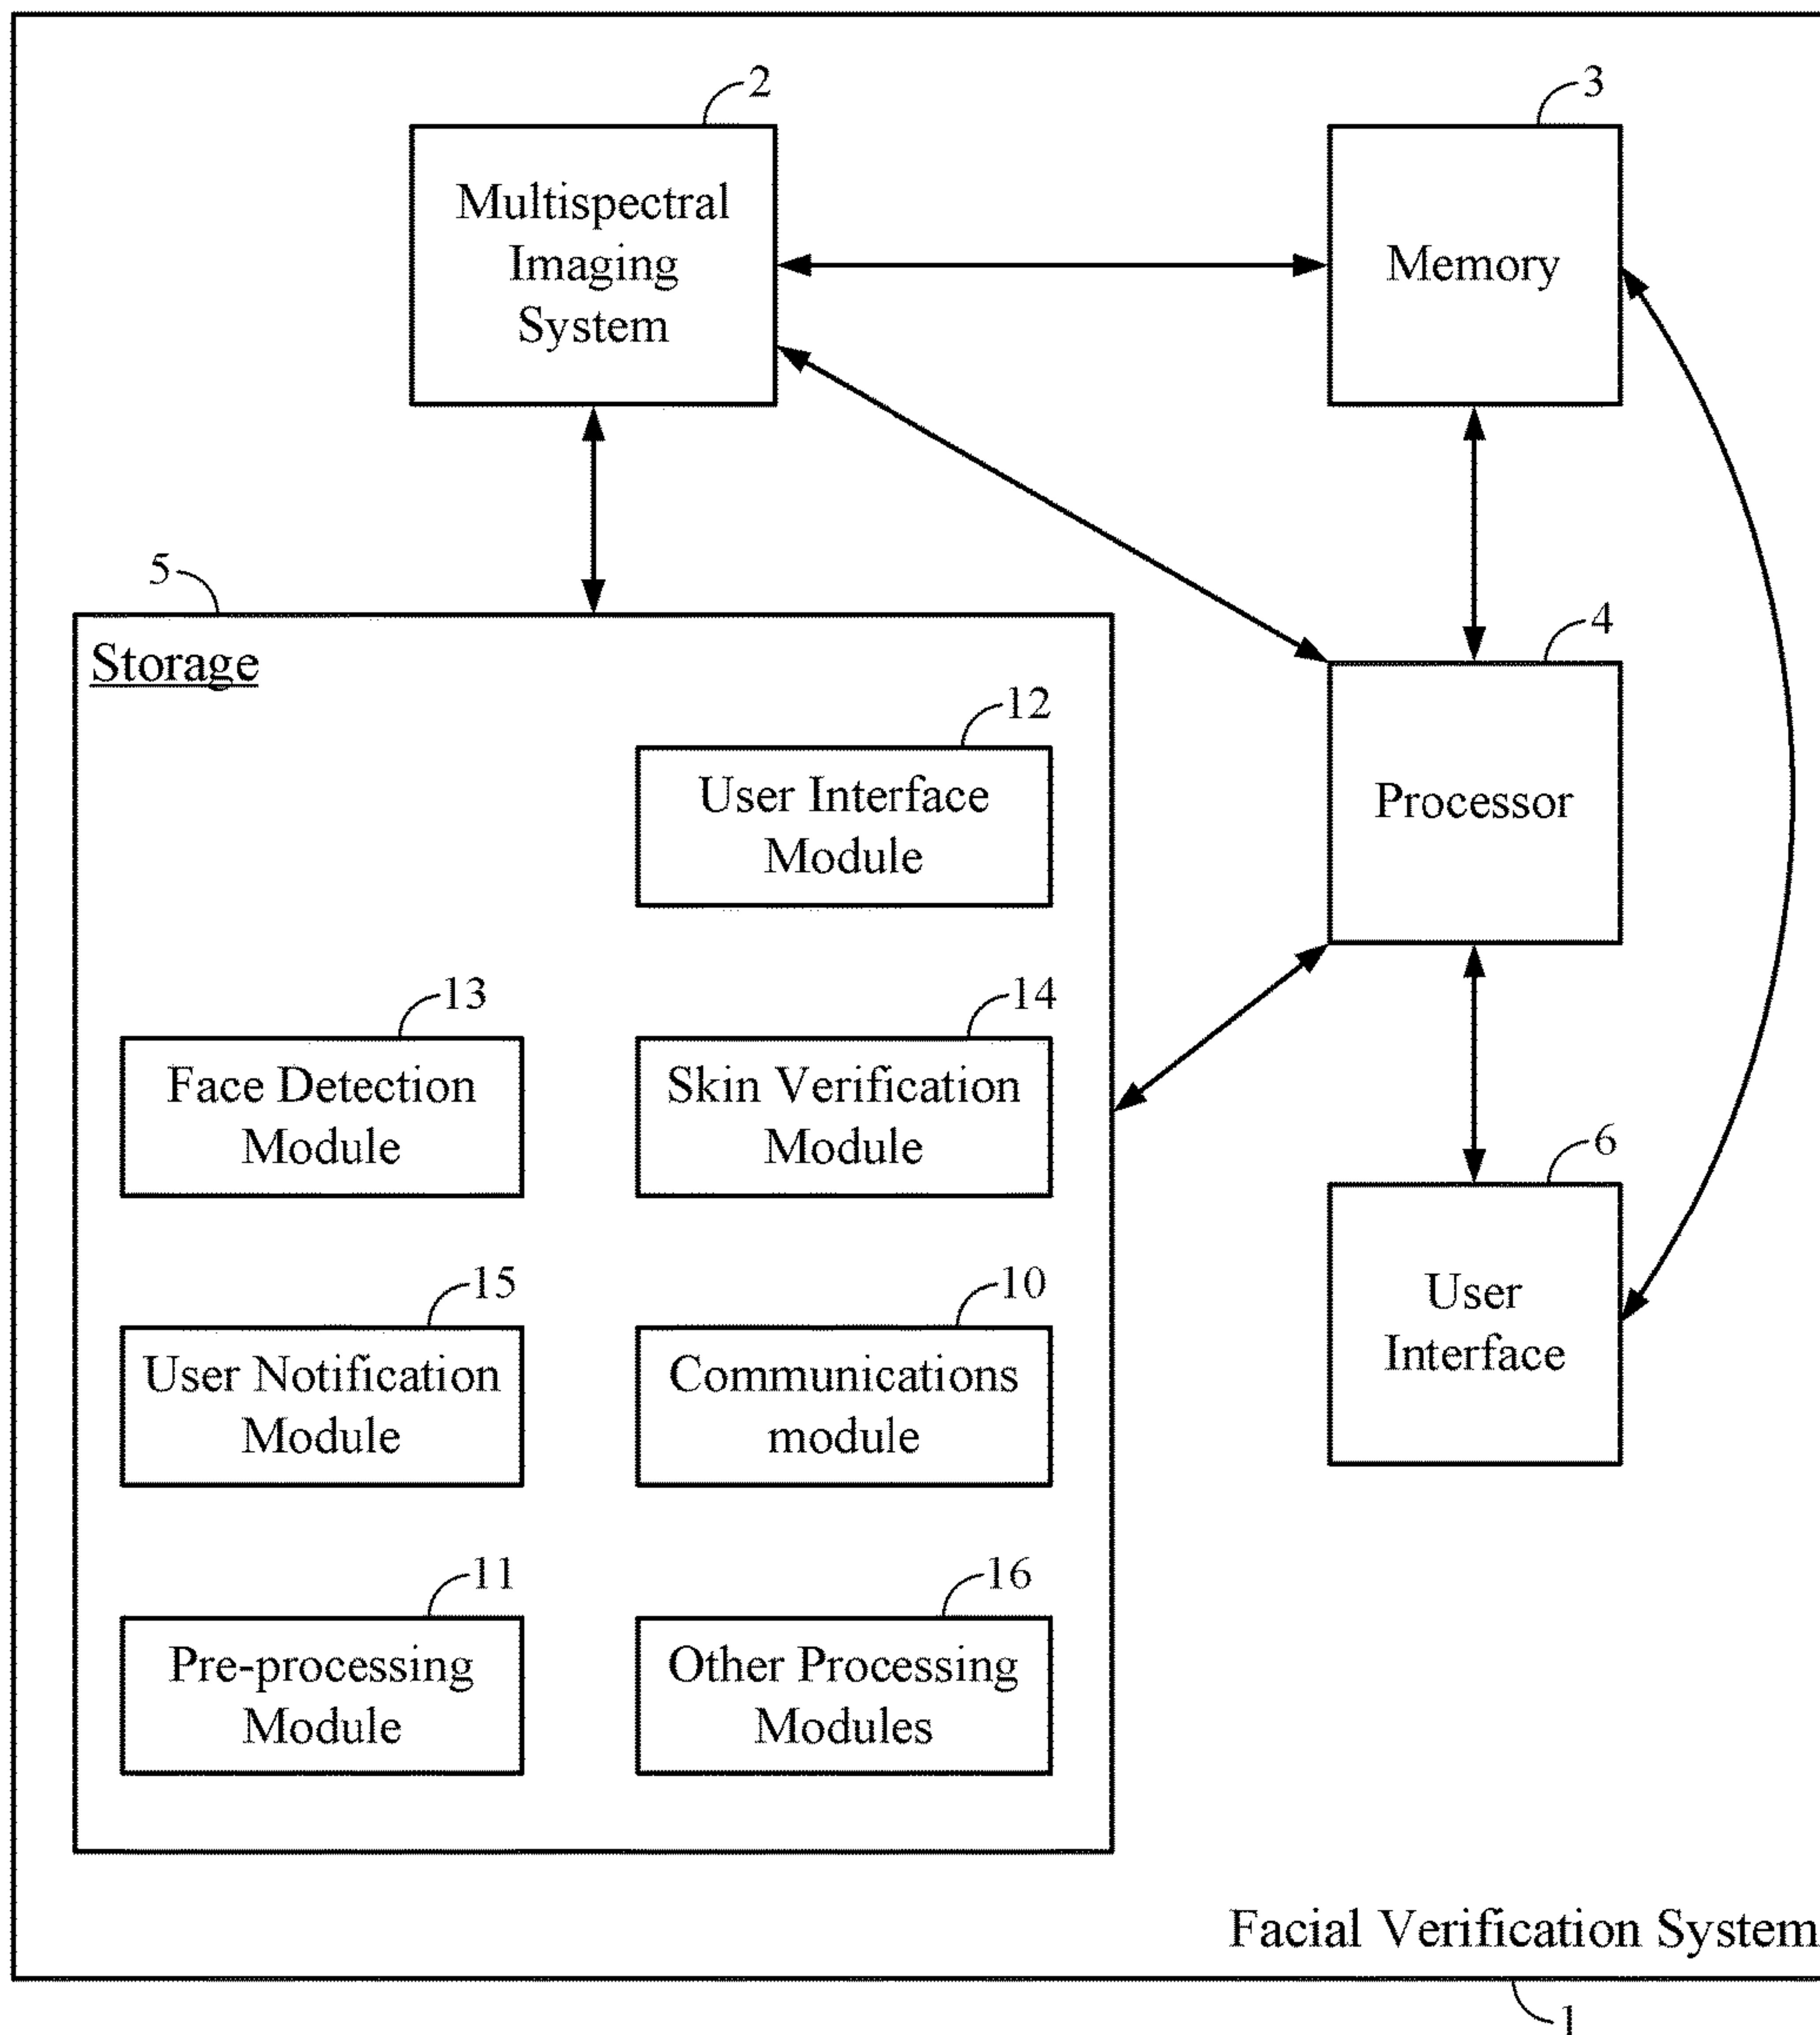 2
Multispectral
Imaging
System
3
Memory
5
Storage
12
User Interface
Module
13
Face Detection
Module
14
Skin Verification
Module
15
User Notification
Module
10
Communications
module
11
Pre-processing
Module
16
Other Processing
Modules
4
Processor
6
User
Interface
Facial Verification System
1